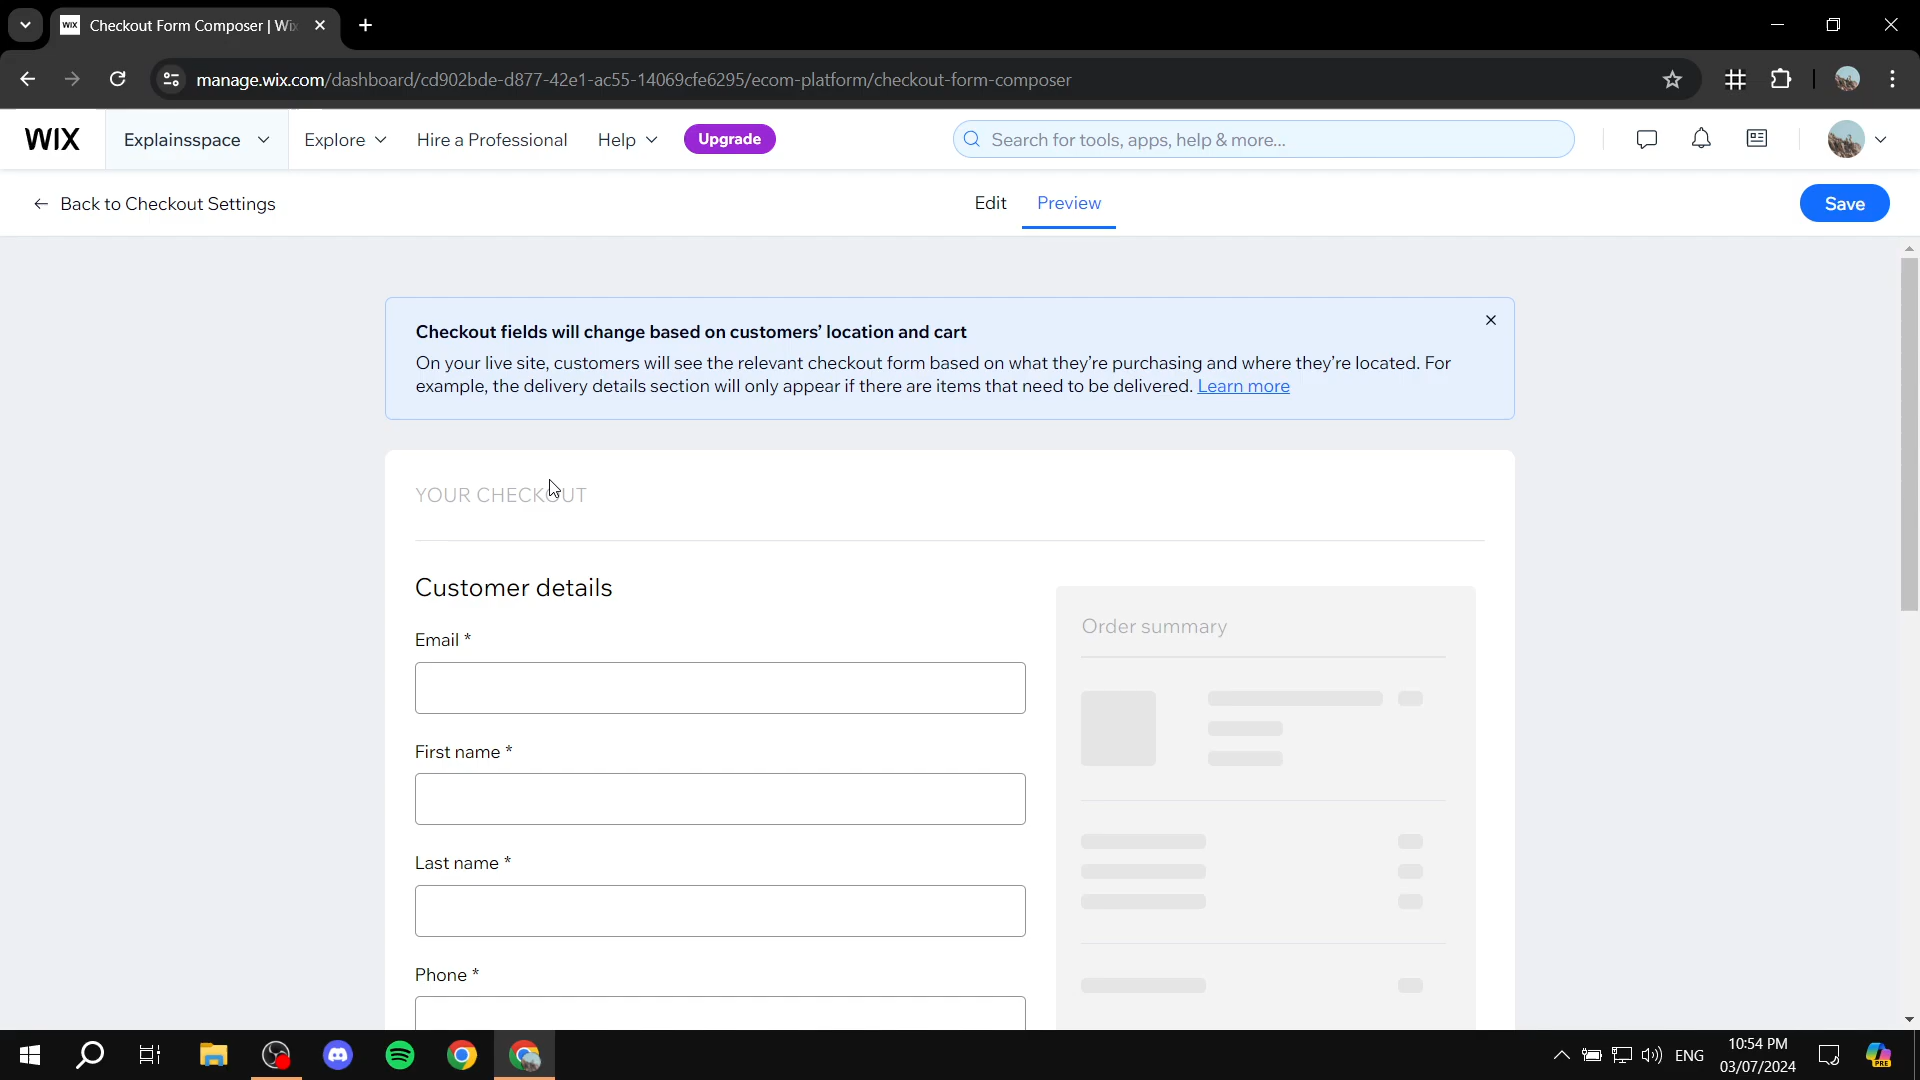 WIX
Checkout Form Composer | Wix
manage.wix.com/dashboard/cd902bde-d877-42e1-ac55-14069cfe6295/ecom-platform/checkout-form-composer
WIX
Explainsspace
Explore
Hire a Professional
Help
Upgrade
Search for tools, apps, help & more...
Back to Checkout Settings
Edit
Preview
Save
Checkout fields will change based on customers' location and cart
On your live site, customers will see the relevant checkout form based on what they're purchasing and where they're located. For
example, the delivery details section will only appear if there are items that need to be delivered. Learn more
YOUR CHECKOUT
Customer details
Email *
Order summary
First name *
Last name *
Phone *
ENG
10:54 PM
03/07/2024
PRE